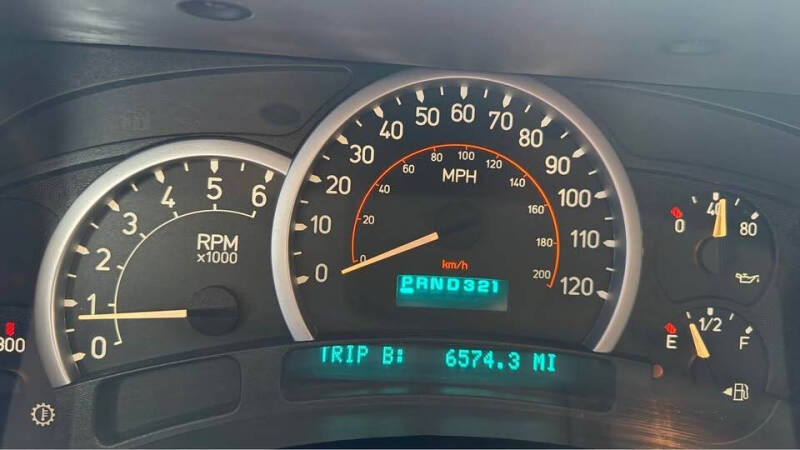 0 1 2 3 4 5 6
RPM
x1000
0 10 20 30 40 50 60 70 80 90 100 110 120
0 20 40 60 80 100 120 140 160 180 200
MPH
km/h
PRND321
TRIP B: 6574.3 MI
0 40 80
E 1/2 F